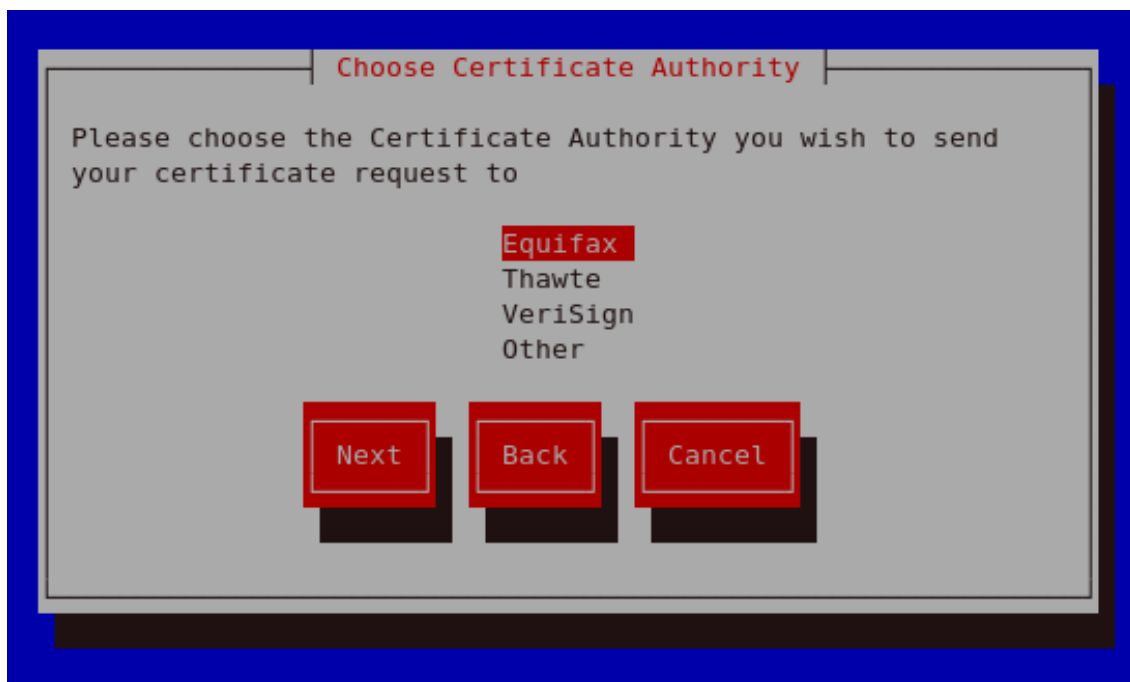 Choose Certificate Authority
Please choose the Certificate Authority you wish to send
your certificate request to
Equifax
Thawte
VeriSign
Other
Next Back Cancel